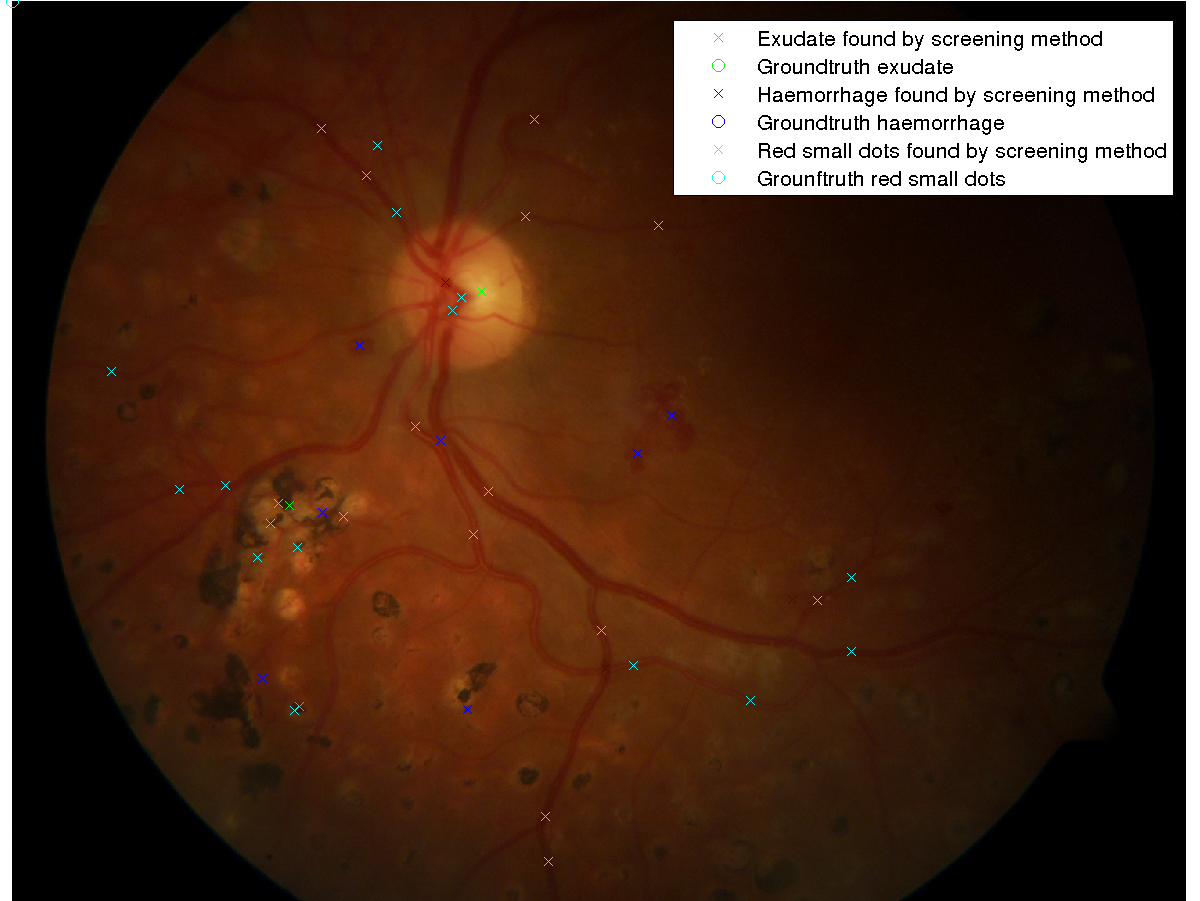 Exudate found by screening method
Groundtruth exudate
Haemorrhage found by screening method
Groundtruth haemorrhage
Red small dots found by screening method
Grounftruth red small dots